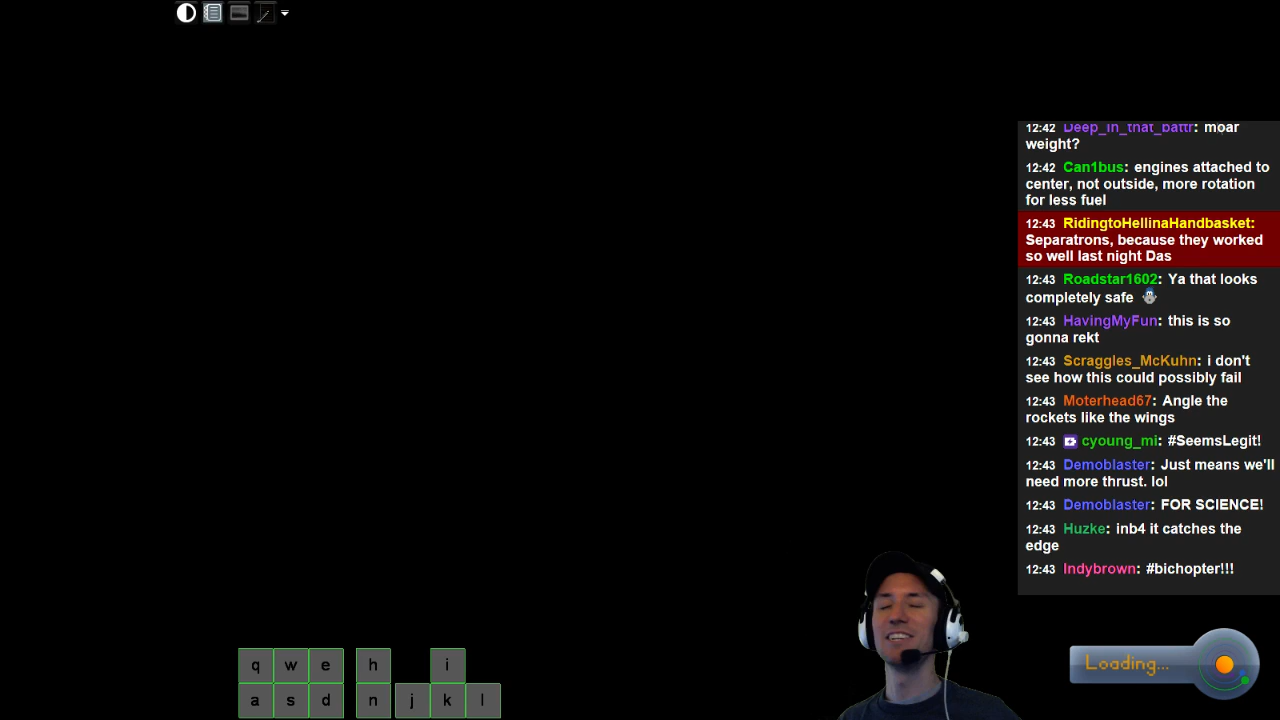 12:42 Deep_in_that_battr: moar
weight?
12:42 Can1bus: engines attached to
center, not outside, more rotation
for less fuel
12:43 RidingtoHellinaHandbasket:
Separatrons, because they worked
so well last night Das
12:43 Roadstar1602: Ya that looks
completely safe
12:43 HavingMyFun: this is so
gonna rekt
12:43 Scraggles_McKuhn: i don't
see how this could possibly fail
12:43 Moterhead67: Angle the
rockets like the wings
12:43 cyoung_mi: #SeemsLegit!
12:43 Demoblaster: Just means we'll
need more thrust. lol
12:43 Demoblaster: FOR SCIENCE!
12:43 Huzke: inb4 it catches the
edge
12:43 Indybrown: #bichopter!!!
q w e h i
a s d n j k l
Loading...